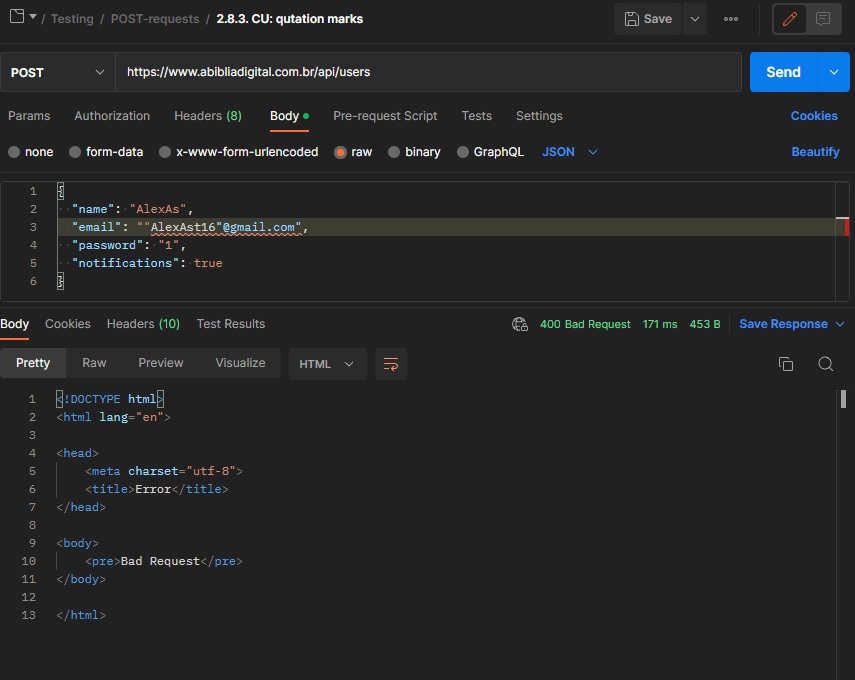 / Testing / POST-requests / 2.8.3. CU: qutation marks
Save
POST
https://www.abibliadigital.com.br/api/users
Send
Params Authorization Headers (8) Body Pre-request Script Tests Settings Cookies
none form-data x-www-form-urlencoded raw binary GraphQL JSON Beautify
1 {
2 "name": "AlexAs",
3 "email": ""AlexAst16"@gmail.com",
4 "password": "1",
5 "notifications": true
6 }
Body Cookies Headers (10) Test Results 400 Bad Request 171 ms 453 B Save Response
Pretty Raw Preview Visualize HTML
1 <!DOCTYPE html>
2 <html lang="en">
3
4 <head>
5 <meta charset="utf-8">
6 <title>Error</title>
7 </head>
8
9 <body>
10 <pre>Bad Request</pre>
11 </body>
12
13 </html>